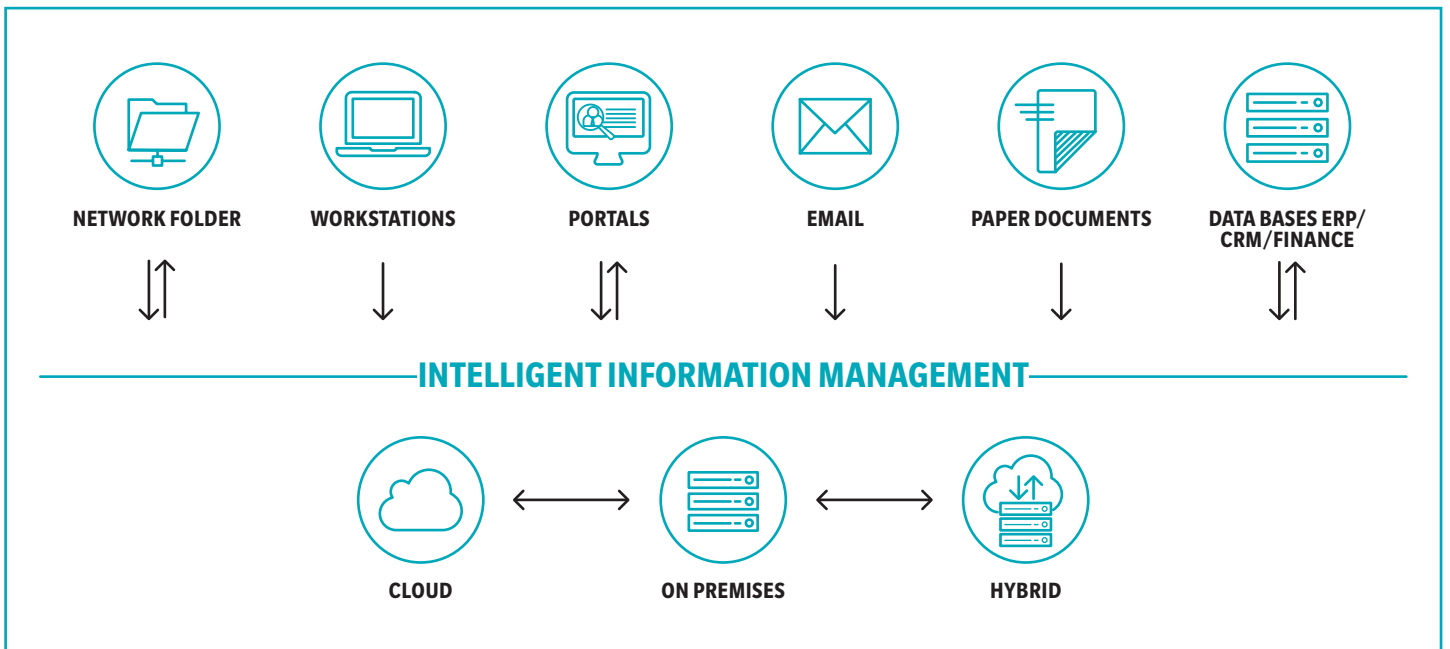 NETWORK FOLDER
WORKSTATIONS
PORTALS
EMAIL
PAPER DOCUMENTS
DATA BASES ERP/
CRM/FINANCE
INTELLIGENT INFORMATION MANAGEMENT
CLOUD
ON PREMISES
HYBRID